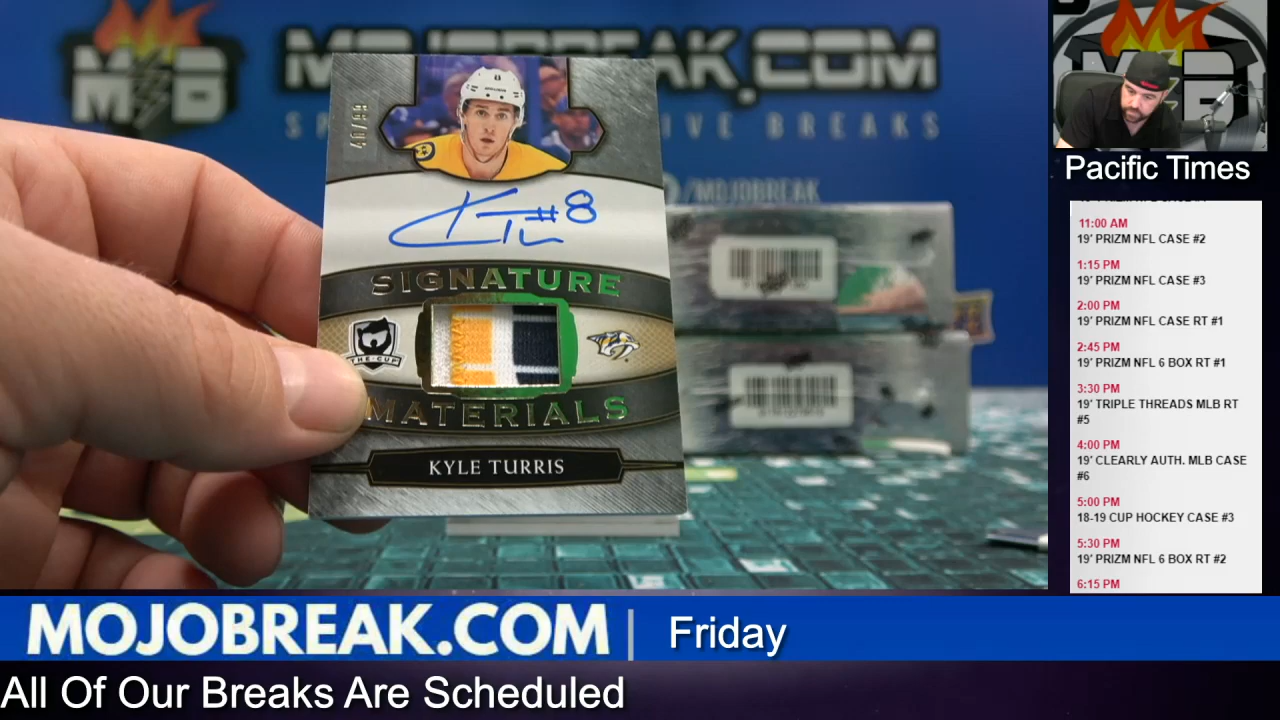 MOJOBREAK.COM
/MOJOBREAK
SIGNATURE
THE-CUP
MATERIALS
KYLE TURRIS
#8
MB
Pacific Times
11:00 AM
19' PRIZM NFL CASE #2
1:15 PM
19' PRIZM NFL CASE #3
2:00 PM
19' PRIZM NFL CASE RT #1
2:45 PM
19' PRIZM NFL 6 BOX RT #1
3:30 PM
19' TRIPLE THREADS MLB RT
#5
4:00 PM
19' CLEARLY AUTH. MLB CASE
#6
5:00 PM
18-19 CUP HOCKEY CASE #3
5:30 PM
19' PRIZM NFL 6 BOX RT #2
6:15 PM
MOJOBREAK.COM | Friday
All Of Our Breaks Are Scheduled